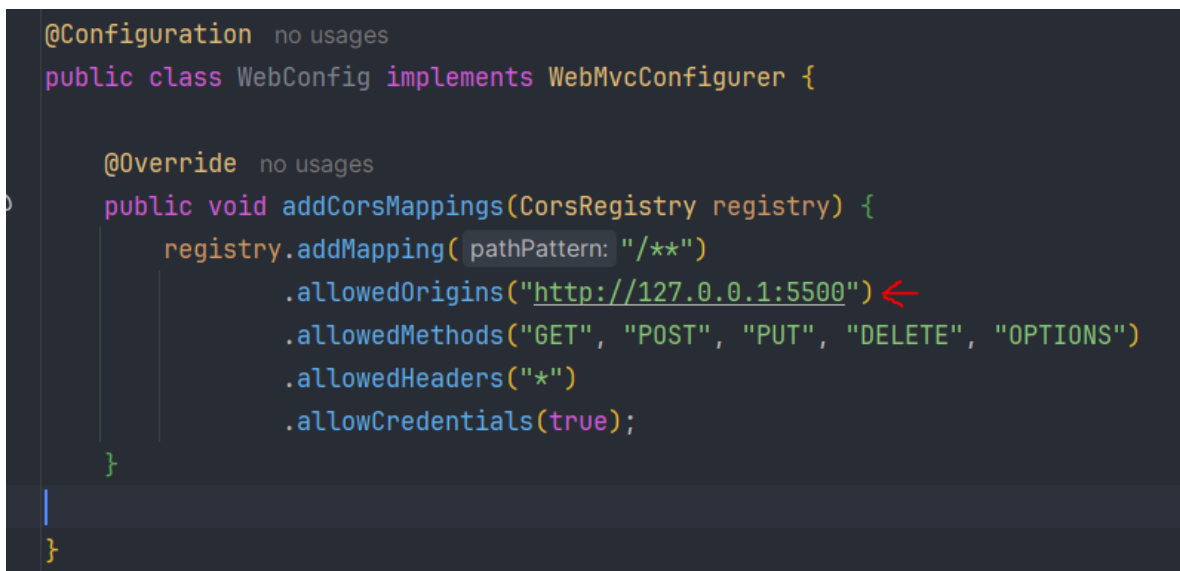 @Configuration no usages
public class WebConfig implements WebMvcConfigurer {
@Override no usages
public void addCorsMappings(CorsRegistry registry) {
registry.addMapping( pathPattern: "/**")
.allowedOrigins("http://127.0.0.1:5500")
.allowedMethods("GET", "POST", "PUT", "DELETE", "OPTIONS")
.allowedHeaders("*")
.allowCredentials(true);
}
}